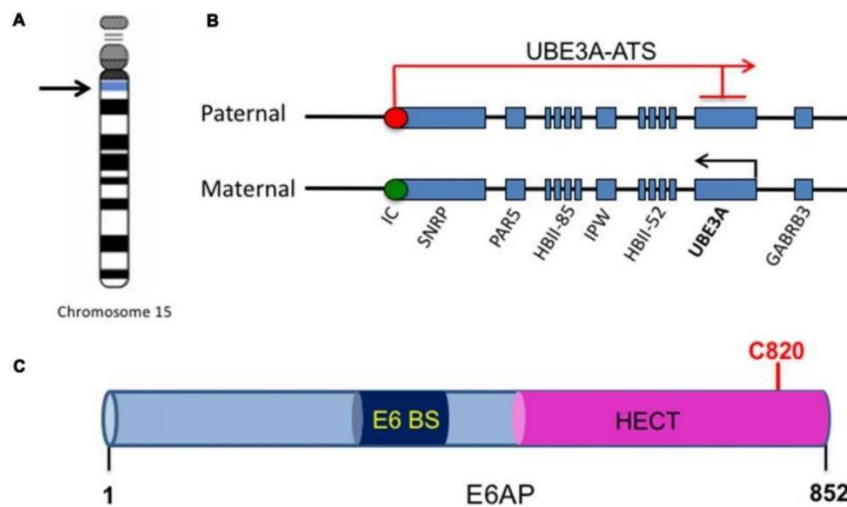 A
Chromosome 15
B
UBE3A-ATS
Paternal
Maternal
IC
SNRP
PAR5
HBII-85
IPW
HBII-52
UBE3A
GABRB3
C
C820
E6 BS
HECT
1
E6AP
852